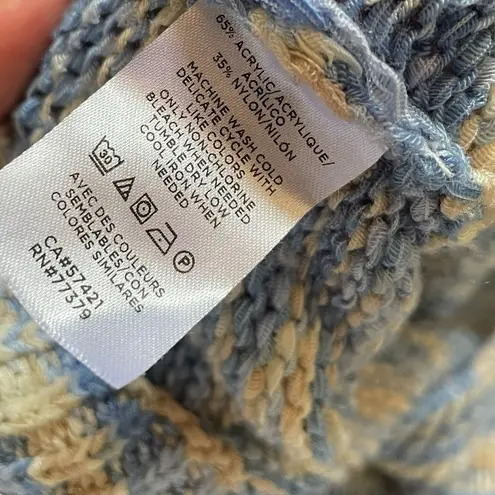 65% ACRYLIC/ACRYLIQUE/
ACRILICO
35% NYLON/NILÓN
MACHINE WASH COLD
DELICATE CYCLE WITH
LIKE COLORS
ONLY NON-CHLORINE
BLEACH WHEN NEEDED
TUMBLE DRY LOW
COOL IRON WHEN
NEEDED
P
AVEC DES COULEURS
SEMBLABLES/CON
COLORES SIMILARES
CA#57421
RN#77379